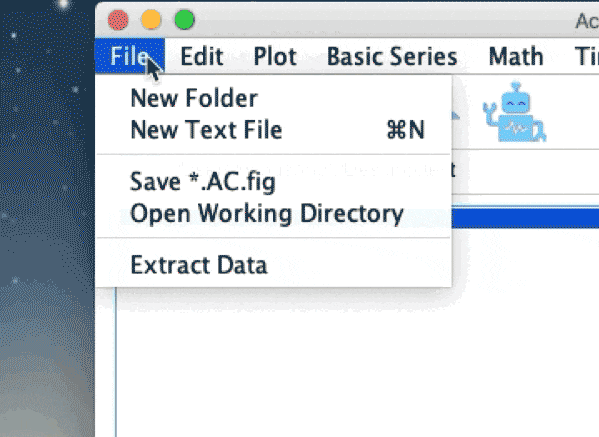 Ac
File Edit Plot Basic Series Math Ti
New Folder
New Text File ⌘N
Save *.AC.fig
Open Working Directory
Extract Data